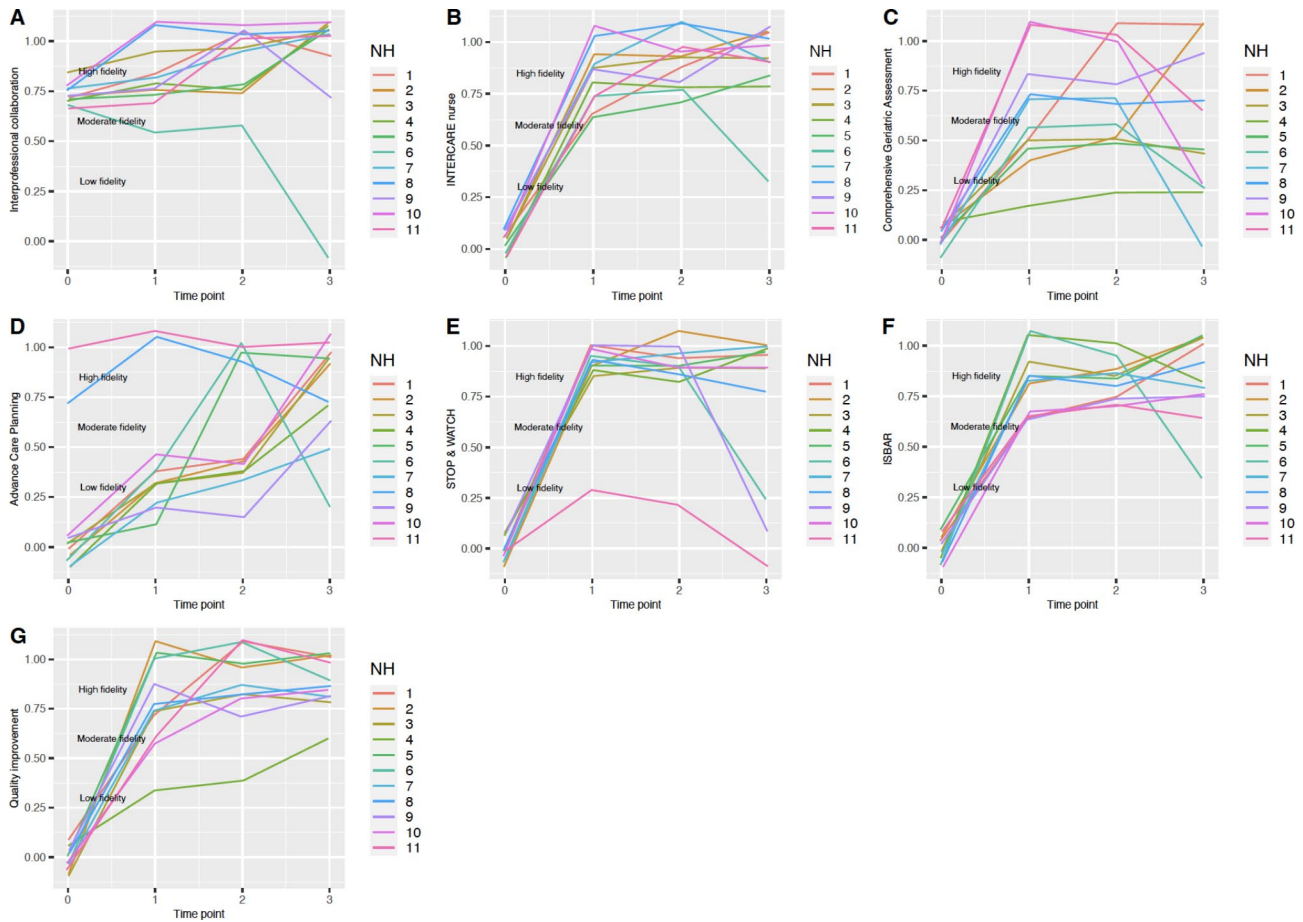 A
Interprofessional collaboration
1.00
0.75
0.50
0.25
0.00
High fidelity
Moderate fidelity
Low fidelity
0 1 2 3
Time point
NH
1
2
3
4
5
6
7
8
9
10
11
B
INTERCARE nurse
1.00
0.75
0.50
0.25
0.00
High fidelity
Moderate fidelity
Low fidelity
0 1 2 3
Time point
NH
1
2
3
4
5
6
7
8
9
10
11
C
Comprehensive Geriatric Assessment
1.00
0.75
0.50
0.25
0.00
High fidelity
Moderate fidelity
Low fidelity
0 1 2 3
Time point
NH
1
2
3
4
5
6
7
8
9
10
11
D
Advance Care Planning
1.00
0.75
0.50
0.25
0.00
High fidelity
Moderate fidelity
Low fidelity
0 1 2 3
Time point
NH
1
2
3
4
5
6
7
8
9
10
11
E
STOP & WATCH
1.00
0.75
0.50
0.25
0.00
High fidelity
Moderate fidelity
Low fidelity
0 1 2 3
Time point
NH
1
2
3
4
5
6
7
8
9
10
11
F
ISBAR
1.00
0.75
0.50
0.25
0.00
High fidelity
Moderate fidelity
Low fidelity
0 1 2 3
Time point
NH
1
2
3
4
5
6
7
8
9
10
11
G
Quality improvement
1.00
0.75
0.50
0.25
0.00
High fidelity
Moderate fidelity
Low fidelity
0 1 2 3
Time point
NH
1
2
3
4
5
6
7
8
9
10
11